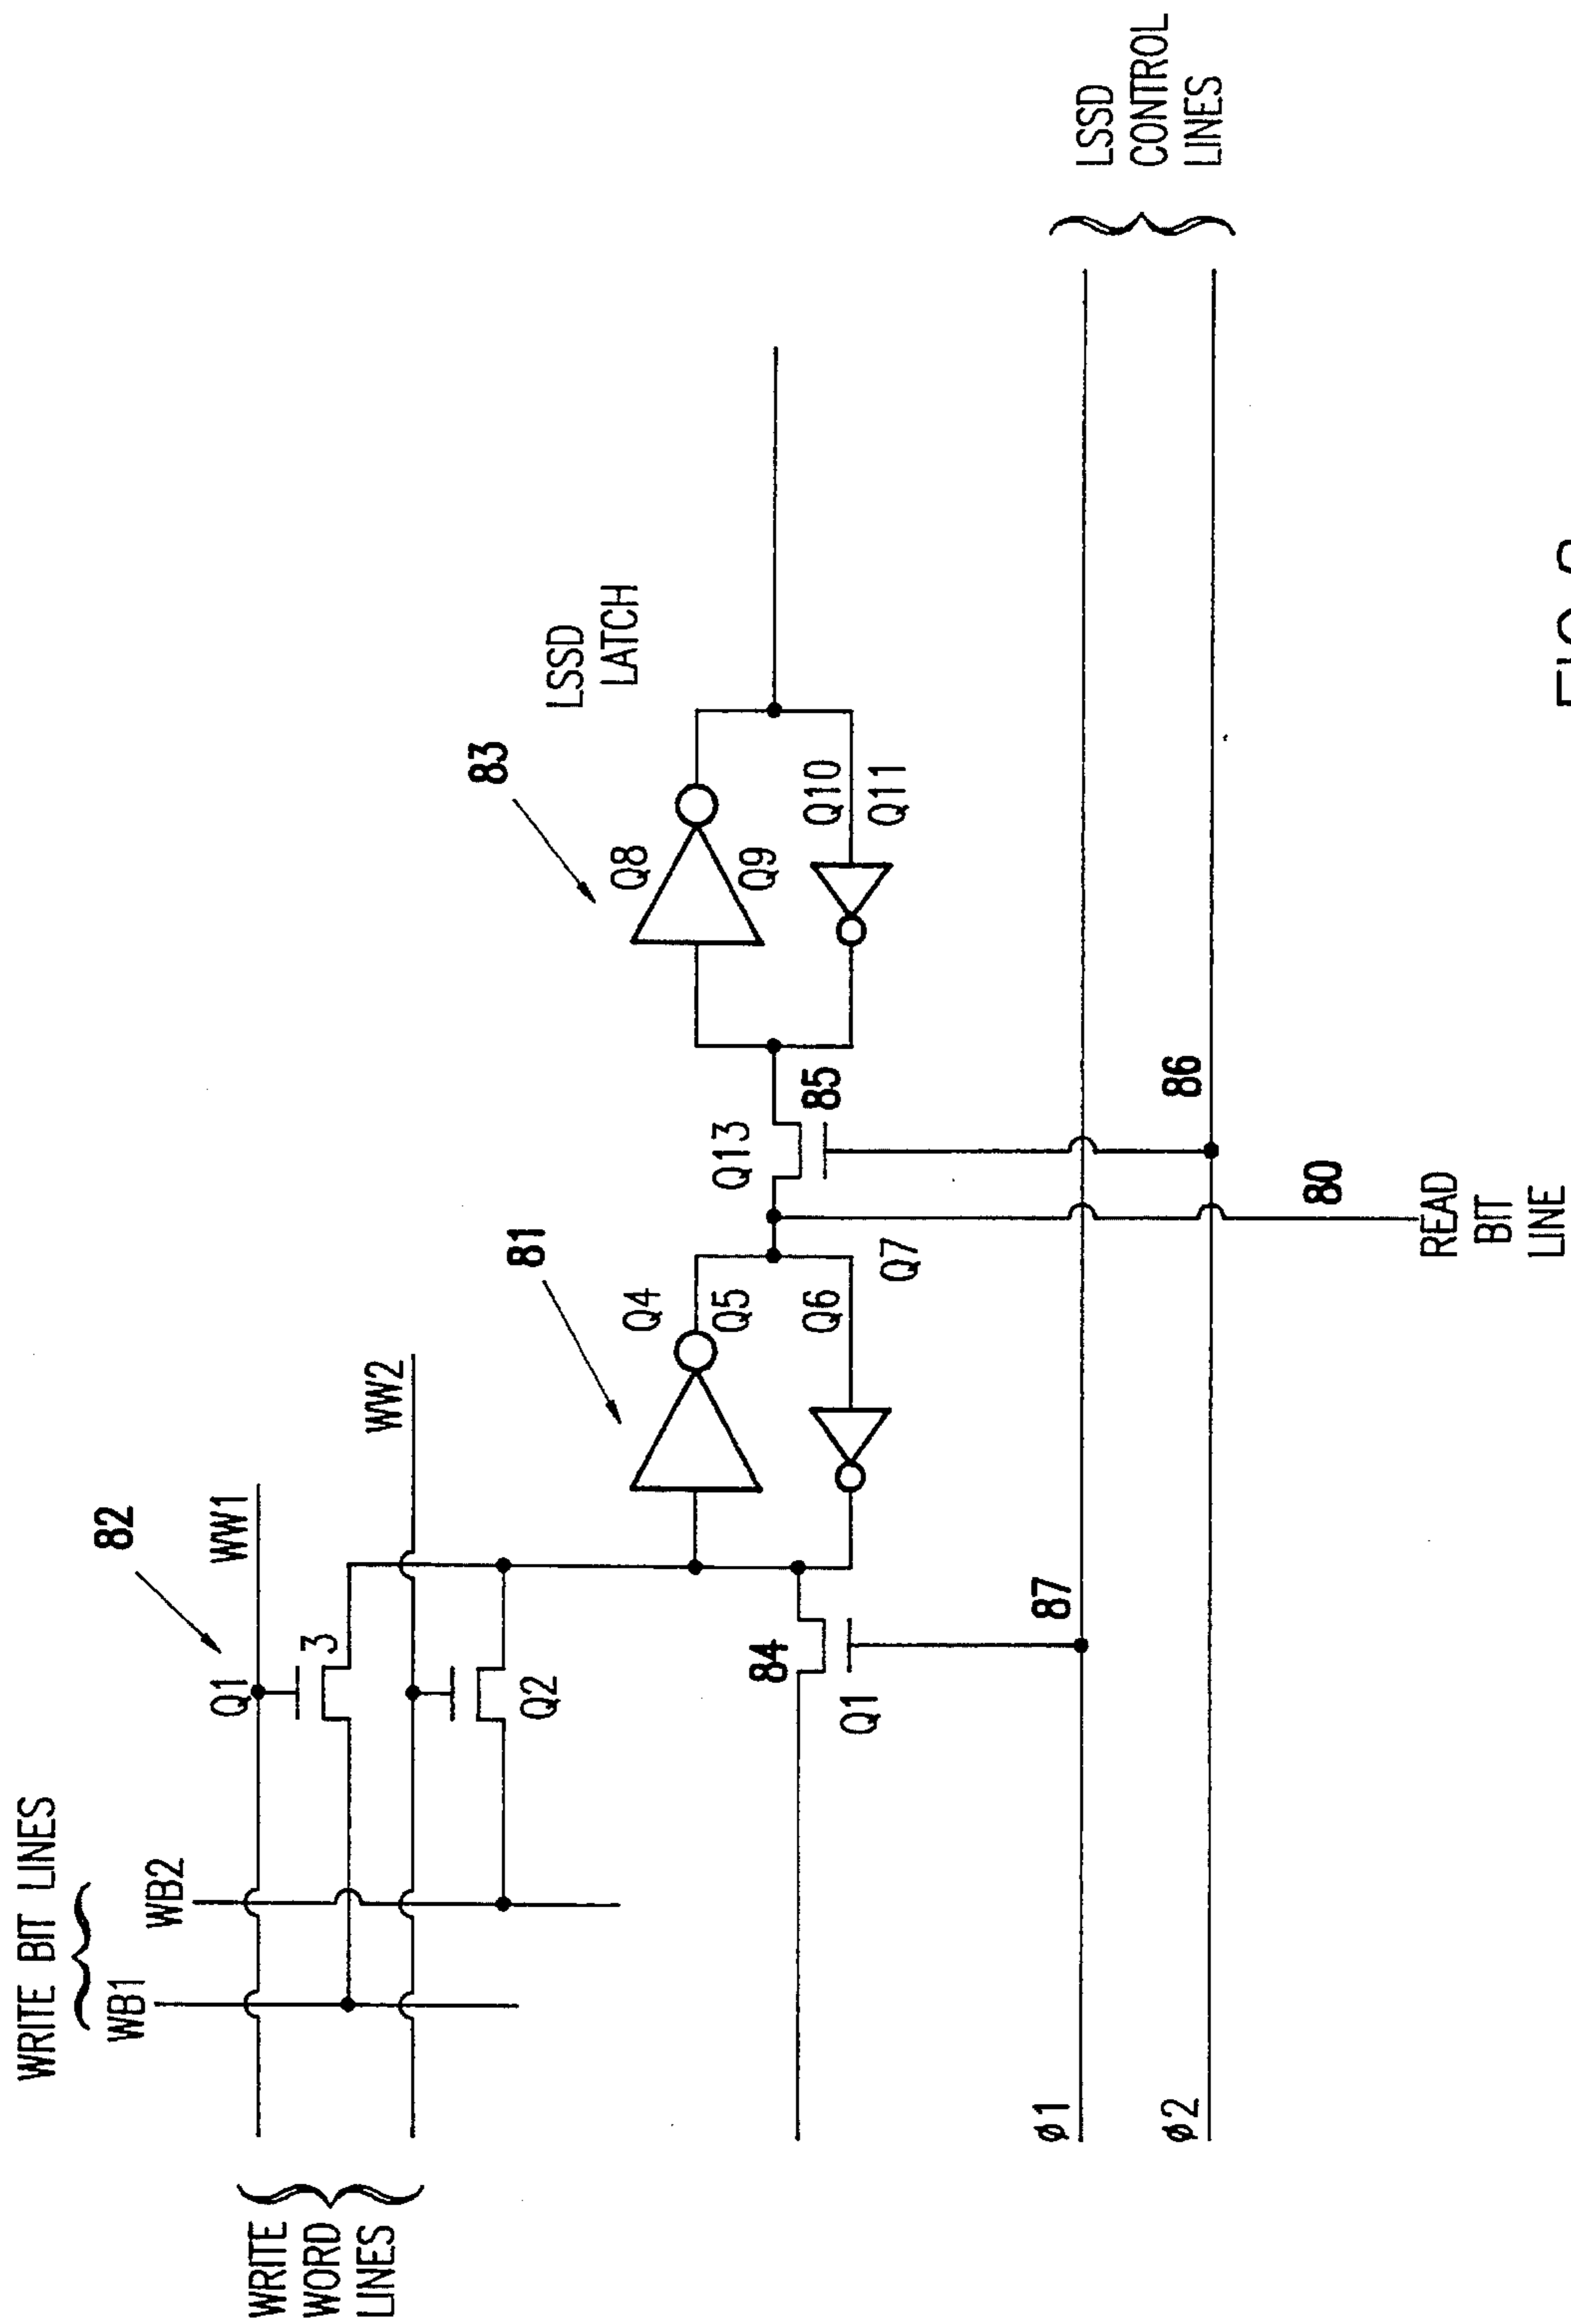 WRITE BIT LINES
WB1
WB2
WRITE
WORD
LINES
Q1
82
WW1
3
WW2
Q2
81
Q4
Q5
Q6
Q7
84
Q1
87
83
LSSD
LATCH
Q8
Q9
Q10
Q11
Q13
85
86
80
READ
BIT
LINE
ø1
ø2
LSSD
CONTROL
LINES